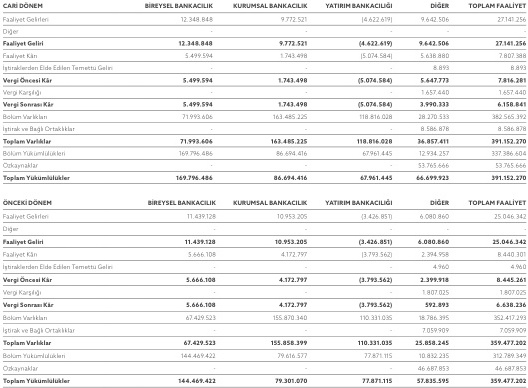 CARİ DÖNEM BİREYSEL BANKACILIK KURUMSAL BANKACILIK YATIRIM BANKACILIĞI DİĞER TOPLAM FAALİYET
Faaliyet Gelirleri 12.348.848 9.772.521 (4.622.619) 9.642.506 27.141.256
Diğer - - - - -
Faaliyet Geliri 12.348.848 9.772.521 (4.622.619) 9.642.506 27.141.256
Faaliyet Kârı 5.499.594 1.743.498 (5.074.584) 5.638.880 7.807.388
İştiraklerden Elde Edilen Temettü Geliri - - - 8.893 8.893
Vergi Öncesi Kâr 5.499.594 1.743.498 (5.074.584) 5.647.773 7.816.281
Vergi Karşılığı - - - 1.657.440 1.657.440
Vergi Sonrası Kâr 5.499.594 1.743.498 (5.074.584) 3.990.333 6.158.841
Bölüm Varlıkları 71.993.606 163.485.225 118.816.028 28.270.533 382.565.392
İştirak ve Bağlı Ortaklıklar - - - 8.586.878 8.586.878
Toplam Varlıklar 71.993.606 163.485.225 118.816.028 36.857.411 391.152.270
Bölüm Yükümlülükleri 169.796.486 86.694.416 67.961.445 12.934.257 337.386.604
Özkaynaklar - - - 53.765.666 53.765.666
Toplam Yükümlülükler 169.796.486 86.694.416 67.961.445 66.699.923 391.152.270
ÖNCEKİ DÖNEM BİREYSEL BANKACILIK KURUMSAL BANKACILIK YATIRIM BANKACILIĞI DİĞER TOPLAM FAALİYET
Faaliyet Gelirleri 11.439.128 10.953.205 (3.426.851) 6.080.860 25.046.342
Diğer - - - - -
Faaliyet Geliri 11.439.128 10.953.205 (3.426.851) 6.080.860 25.046.342
Faaliyet Kârı 5.666.108 4.172.797 (3.793.562) 2.394.958 8.440.301
İştiraklerden Elde Edilen Temettü Geliri - - - 4.960 4.960
Vergi Öncesi Kâr 5.666.108 4.172.797 (3.793.562) 2.399.918 8.445.261
Vergi Karşılığı - - - 1.807.025 1.807.025
Vergi Sonrası Kâr 5.666.108 4.172.797 (3.793.562) 592.893 6.638.236
Bölüm Varlıkları 67.429.523 155.870.340 110.331.035 18.786.395 352.417.293
İştirak ve Bağlı Ortaklıklar - - - 7.059.909 7.059.909
Toplam Varlıklar 67.429.523 155.858.399 110.331.035 25.858.245 359.477.202
Bölüm Yükümlülükleri 144.469.422 79.616.577 77.871.115 10.832.235 312.789.349
Özkaynaklar - - - 46.687.853 46.687.853
Toplam Yükümlülükler 144.469.422 79.301.070 77.871.115 57.835.595 359.477.202